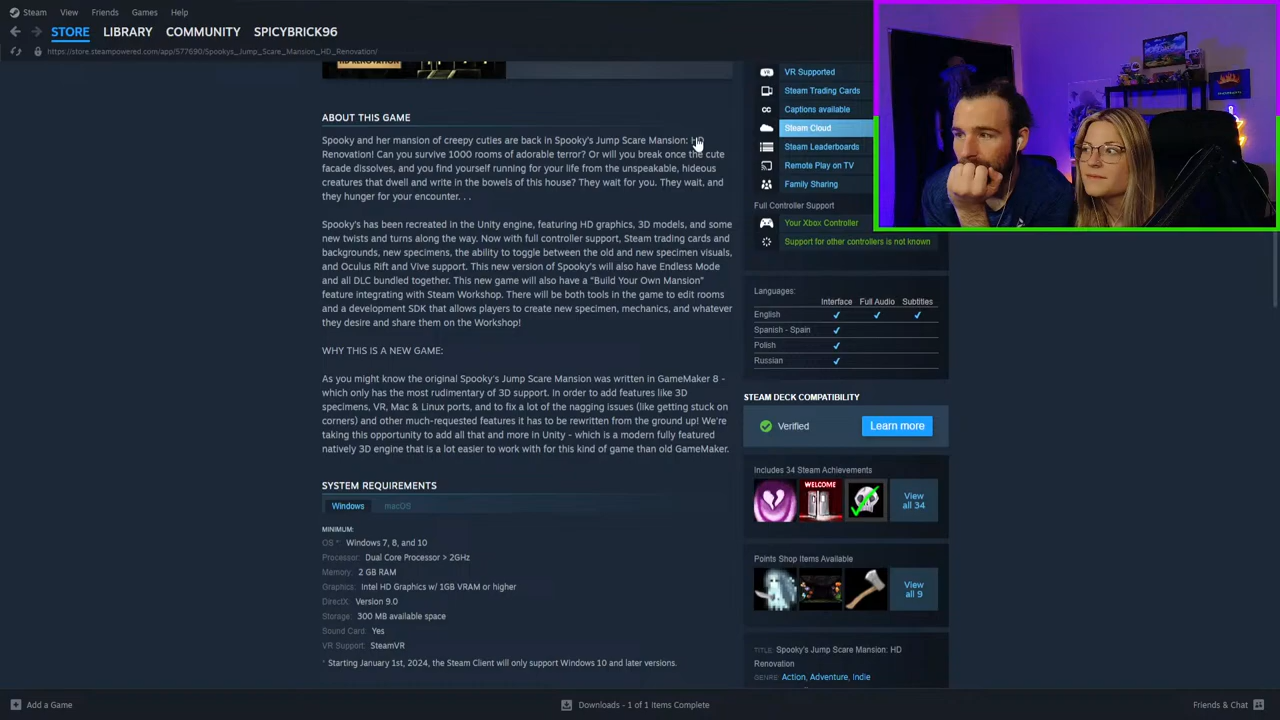 Steam View Friends Games Help
STORE LIBRARY COMMUNITY SPICYBRICK96
https://store.steampowered.com/app/577690/Spookys_Jump_Scare_Mansion_HD_Renovation/
ABOUT THIS GAME
Spooky and her mansion of creepy cuties are back in Spooky's Jump Scare Mansion: HD
Renovation! Can you survive 1000 rooms of adorable terror? Or will you break once the cute
facade dissolves, and you find yourself running for your life from the unspeakable, hideous
creatures that dwell and write in the bowels of this house? They wait for you. They wait, and
they hunger for your encounter. . .
Spooky's has been recreated in the Unity engine, featuring HD graphics, 3D models, and some
new twists and turns along the way. Now with full controller support, Steam trading cards and
backgrounds, new specimens, the ability to toggle between the old and new specimen visuals,
and Oculus Rift and Vive support. This new version of Spooky's will also have Endless Mode
and all DLC bundled together. This new game will also have a "Build Your Own Mansion"
feature integrating with Steam Workshop. There will be both tools in the game to edit rooms
and a development SDK that allows players to create new specimen, mechanics, and whatever
they desire and share them on the Workshop!
WHY THIS IS A NEW GAME:
As you might know the original Spooky's Jump Scare Mansion was written in GameMaker 8 -
which only has the most rudimentary of 3D support. In order to add features like 3D
specimens, VR, Mac & Linux ports, and to fix a lot of the nagging issues (like getting stuck on
corners) and other much-requested features it has to be rewritten from the ground up! We're
taking this opportunity to add all that and more in Unity - which is a modern fully featured
natively 3D engine that is a lot easier to work with for this kind of game than old GameMaker.
SYSTEM REQUIREMENTS
Windows macOS
MINIMUM:
OS *: Windows 7, 8, and 10
Processor: Dual Core Processor > 2GHz
Memory: 2 GB RAM
Graphics: Intel HD Graphics w/ 1GB VRAM or higher
DirectX: Version 9.0
Storage: 300 MB available space
Sound Card: Yes
VR Support: SteamVR
* Starting January 1st, 2024, the Steam Client will only support Windows 10 and later versions.
VR VR Supported
Steam Trading Cards
CC Captions available
Steam Cloud
Steam Leaderboards
Remote Play on TV
Family Sharing
Full Controller Support
Your Xbox Controller
Support for other controllers is not known
Languages:
Interface Full Audio Subtitles
English ✔ ✔ ✔
Spanish - Spain ✔
Polish ✔
Russian ✔
STEAM DECK COMPATIBILITY
Verified Learn more
Includes 34 Steam Achievements
WELCOME
View
all 34
Points Shop Items Available
View
all 9
TITLE: Spooky's Jump Scare Mansion: HD
Renovation
GENRE: Action, Adventure, Indie
Add a Game Downloads - 1 of 1 Items Complete Friends & Chat